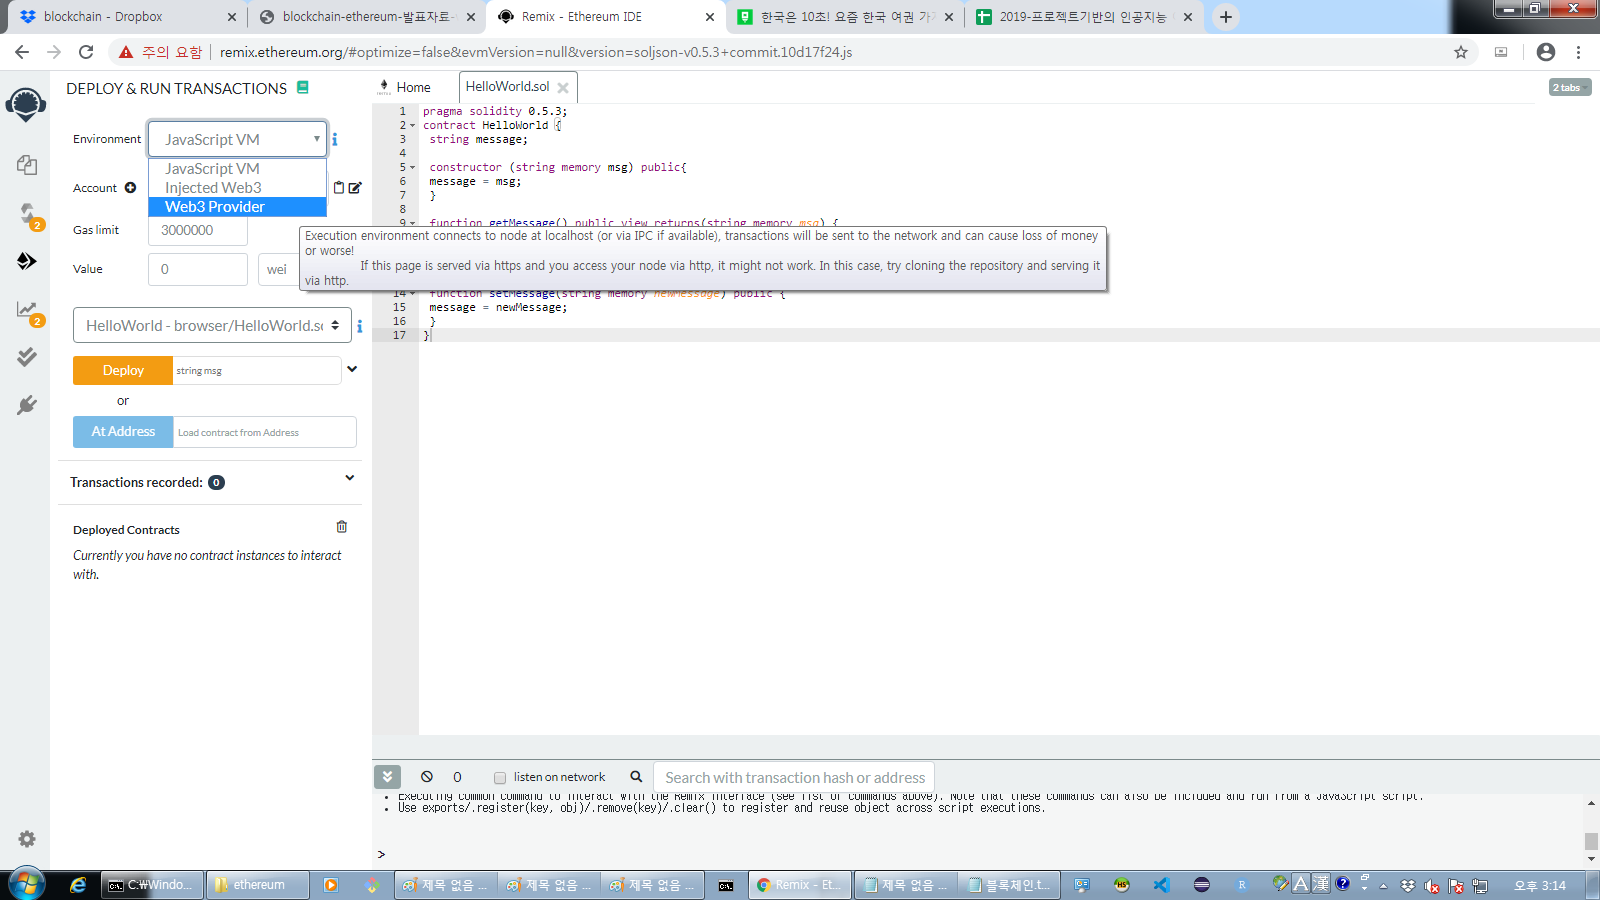 blockchain - Dropbox
blockchain-ethereum-발표자료-
Remix - Ethereum IDE
한국은 10초! 요즘 한국 여권 가
2019-프로젝트기반의 인공지능
주의 요함
remix.ethereum.org/#optimize=false&evmVersion=null&version=soljson-v0.5.3+commit.10d17f24.js
DEPLOY & RUN TRANSACTIONS
Home
HelloWorld.sol
2 tabs
Environment
JavaScript VM
JavaScript VM
Injected Web3
Web3 Provider
Account
Gas limit
3000000
Value
0
wei
HelloWorld - browser/HelloWorld.so
Deploy
string msg
or
At Address
Load contract from Address
Transactions recorded: 0
Deployed Contracts
Currently you have no contract instances to interact
with.
2
2
1 pragma solidity 0.5.3;
2 contract HelloWorld {
3 string message;
4
5 constructor (string memory msg) public{
6 message = msg;
7 }
8
9 function getMessage() public view returns(string memory msg) {
Execution environment connects to node at localhost (or via IPC if available), transactions will be sent to the network and can cause loss of money
or worse!
If this page is served via https and you access your node via http, it might not work. In this case, try cloning the repository and serving it
via http.
14 function setMessage(string memory newMessage) public {
15 message = newMessage;
16 }
17 }
0
listen on network
Search with transaction hash or address
• Executing common command to interact with the Remix interface (see list of commands above). Note that these commands can also be included and run from a JavaScript script.
• Use exports/.register(key, obj)/.remove(key)/.clear() to register and reuse object across script executions.
>
C:₩Windo...
ethereum
제목 없음 ...
제목 없음 ...
제목 없음 ...
Remix - Et...
제목 없음 ...
블록체인.t...
A
漢
오후 3:14